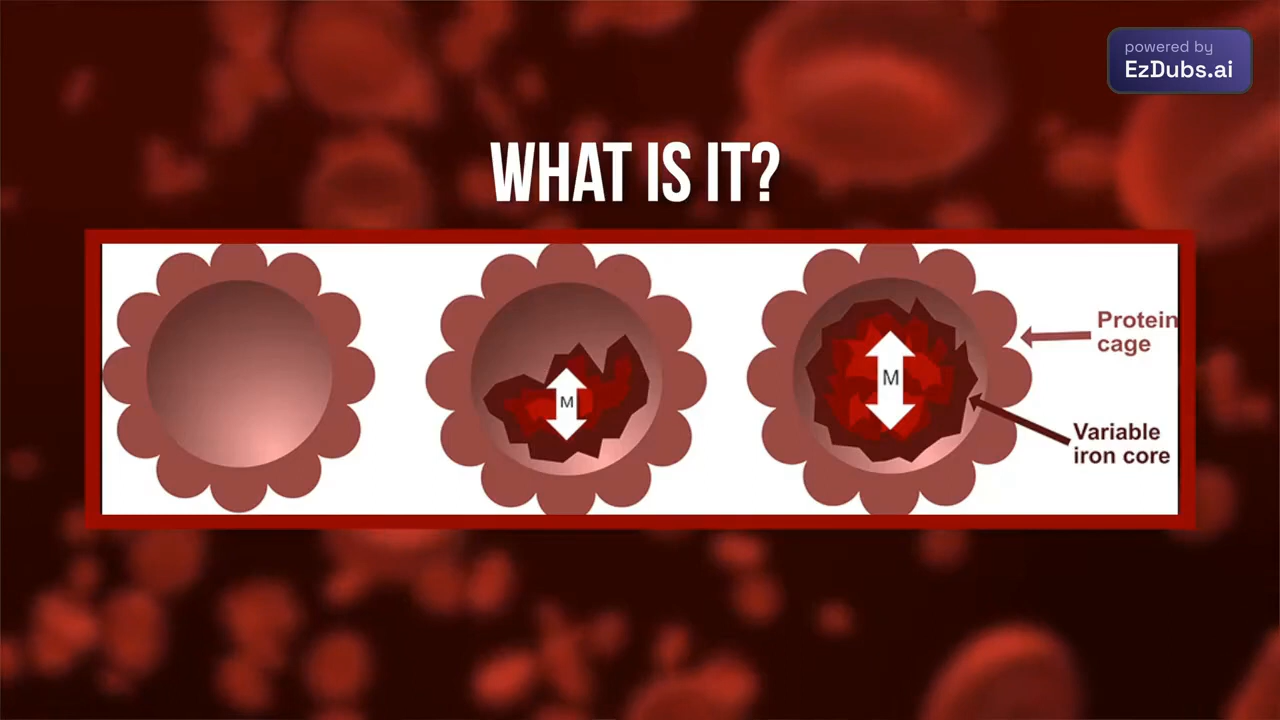 powered by
EzDubs.ai
WHAT IS IT?
M
M
Protein
cage
Variable
iron core